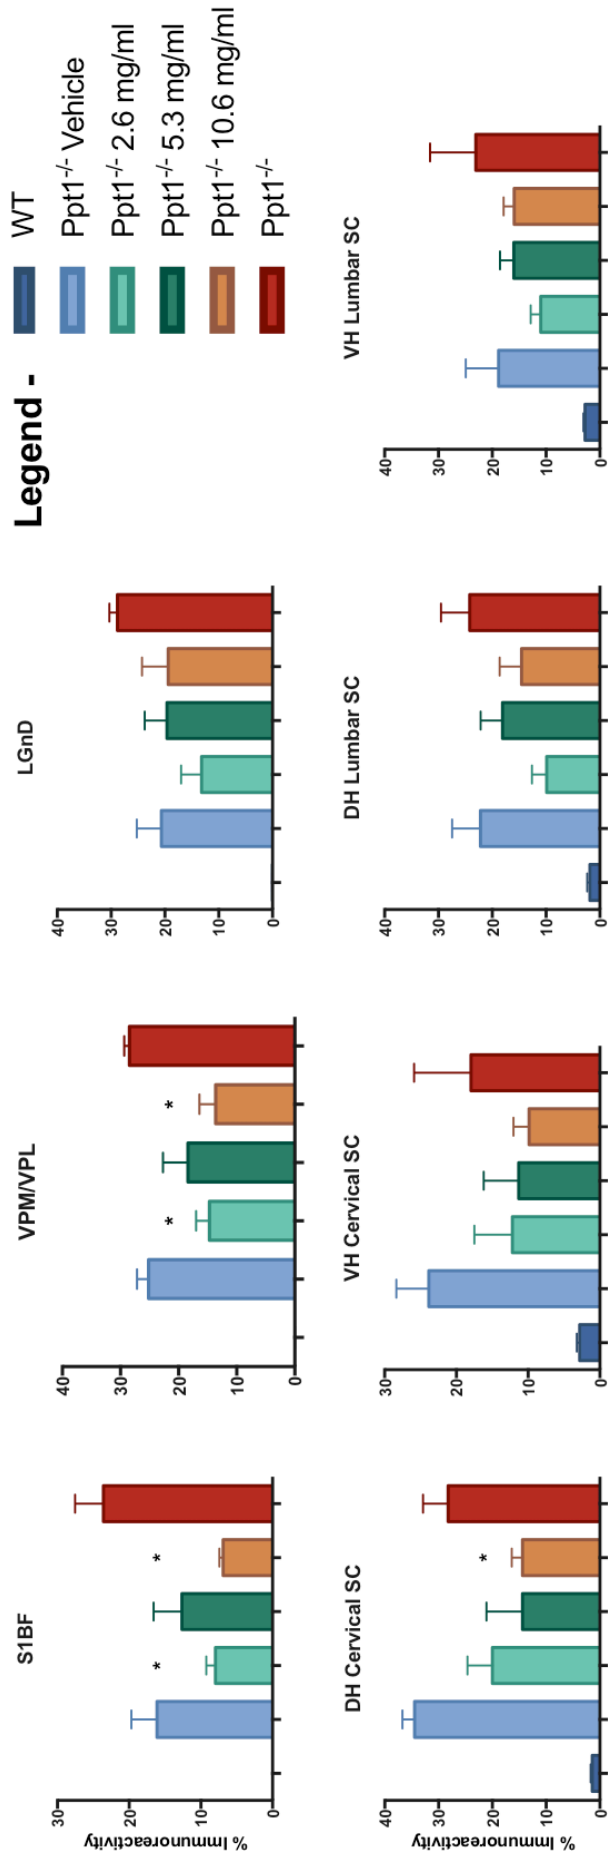 S1BF
VPM/VPL
LGnD
Legend -
WT
Ppt1⁻/⁻ Vehicle
Ppt1⁻/⁻ 2.6 mg/ml
Ppt1⁻/⁻ 5.3 mg/ml
Ppt1⁻/⁻ 10.6 mg/ml
Ppt1⁻/⁻
% Immunoreactivity
30
20
10
0
*
*
40
30
20
10
0
*
*
40
30
20
10
0
DH Cervical SC
VH Cervical SC
DH Lumbar SC
VH Lumbar SC
% Immunoreactivity
40
30
20
10
0
*
30
20
10
0
40
30
20
10
0
40
30
20
10
0